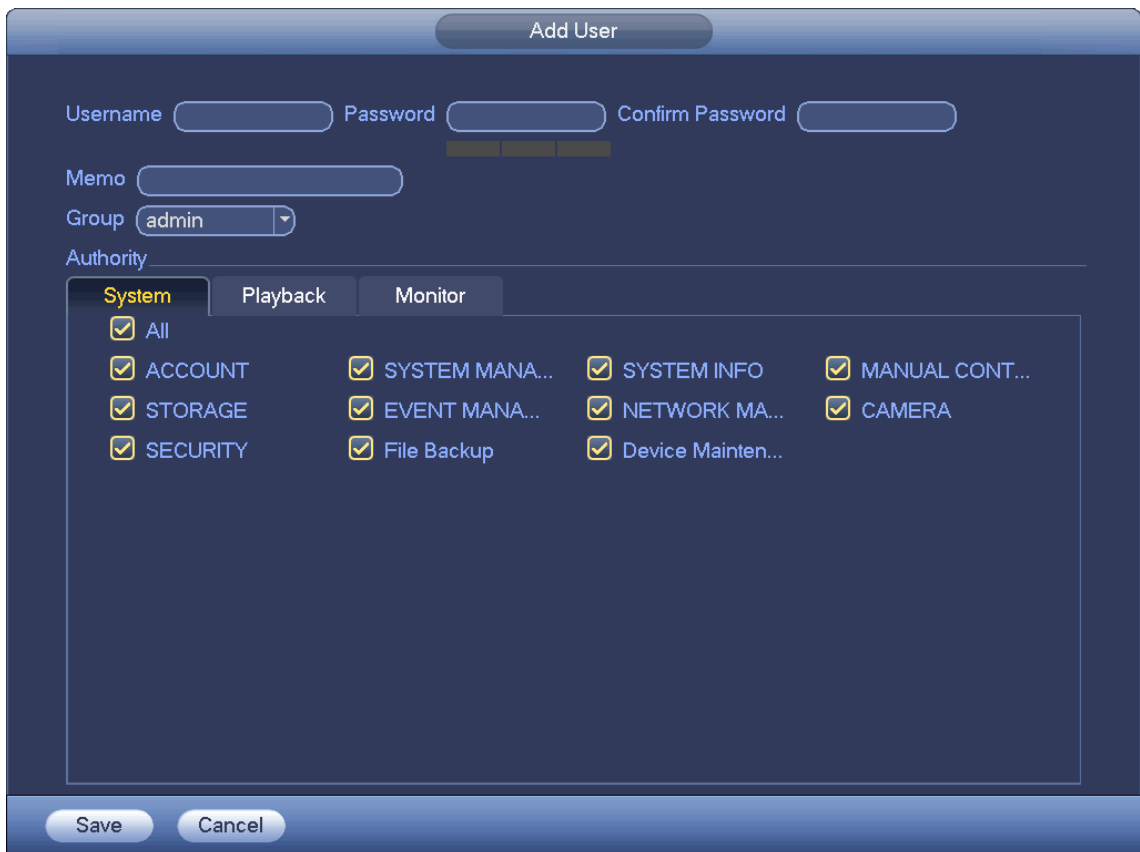 Add User
Username Password Confirm Password
Memo
Group admin
Authority
System Playback Monitor
All
ACCOUNT SYSTEM MANA... SYSTEM INFO MANUAL CONT...
STORAGE EVENT MANA... NETWORK MA... CAMERA
SECURITY File Backup Device Mainten...
Save Cancel